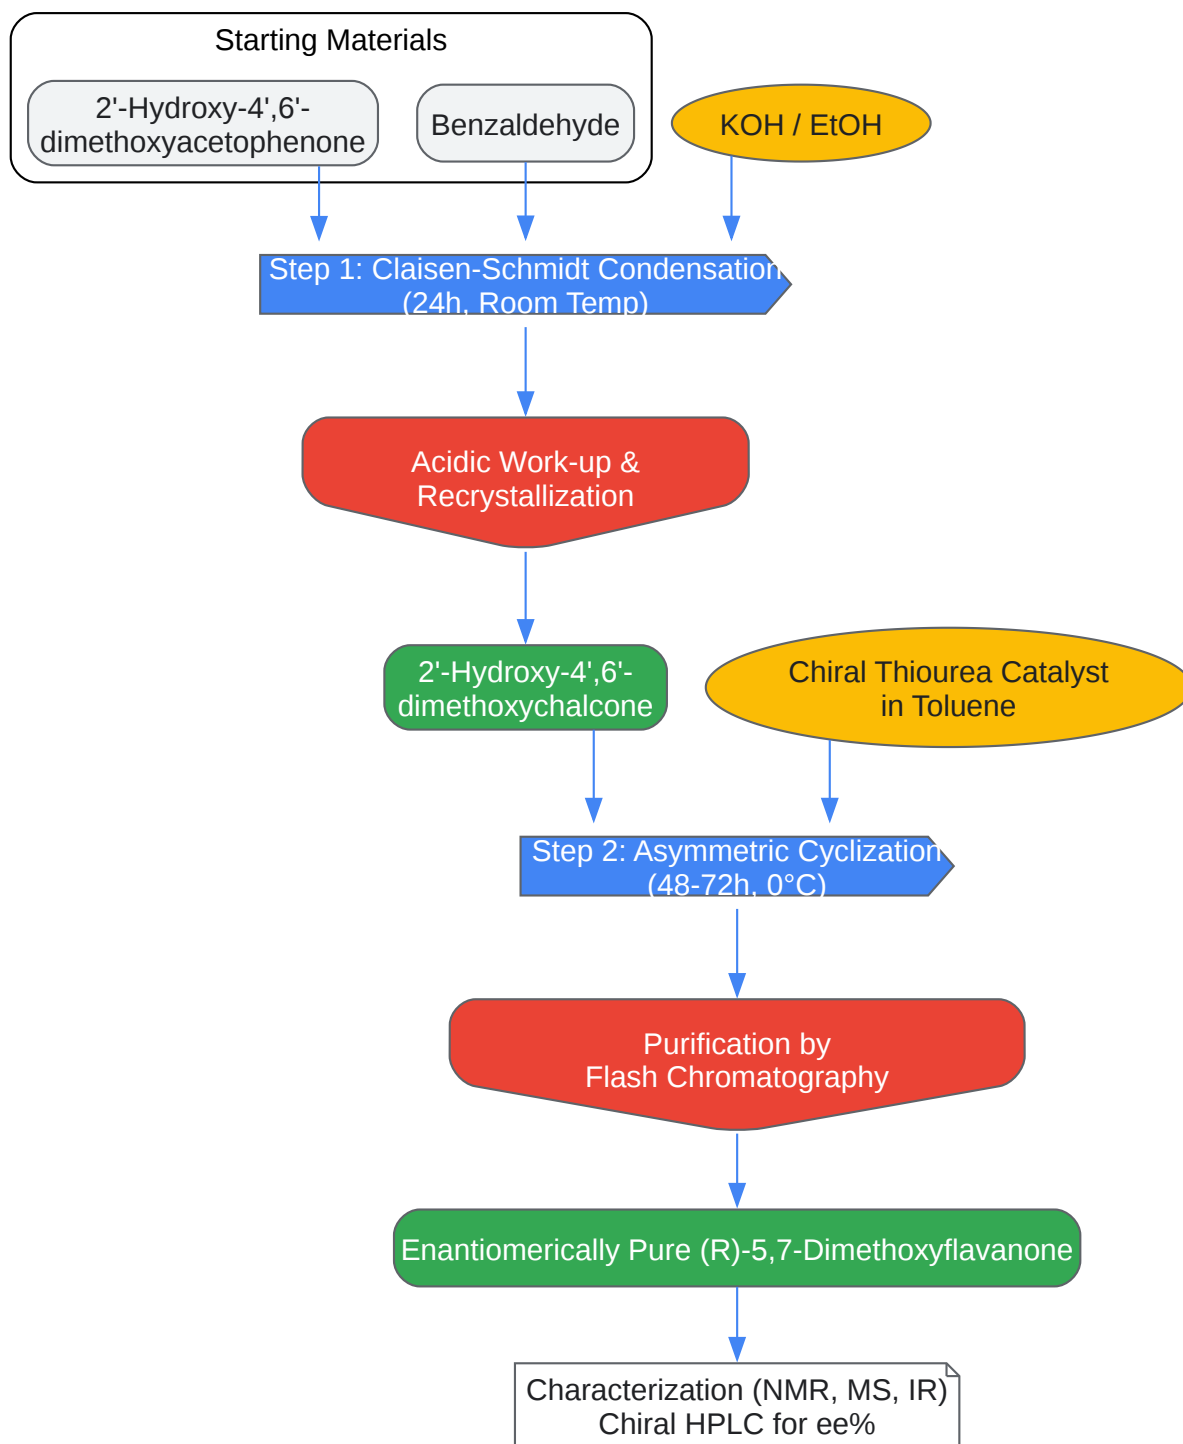 Starting Materials
2'-Hydroxy-4',6'-
dimethoxyacetophenone
Benzaldehyde
KOH / EtOH
Step 1: Claisen-Schmidt Condensation
(24h, Room Temp)
Acidic Work-up &
Recrystallization
2'-Hydroxy-4',6'-
dimethoxychalcone
Chiral Thiourea Catalyst
in Toluene
Step 2: Asymmetric Cyclization
(48-72h, 0°C)
Purification by
Flash Chromatography
Enantiomerically Pure (R)-5,7-Dimethoxyflavanone
Characterization (NMR, MS, IR)
Chiral HPLC for ee%